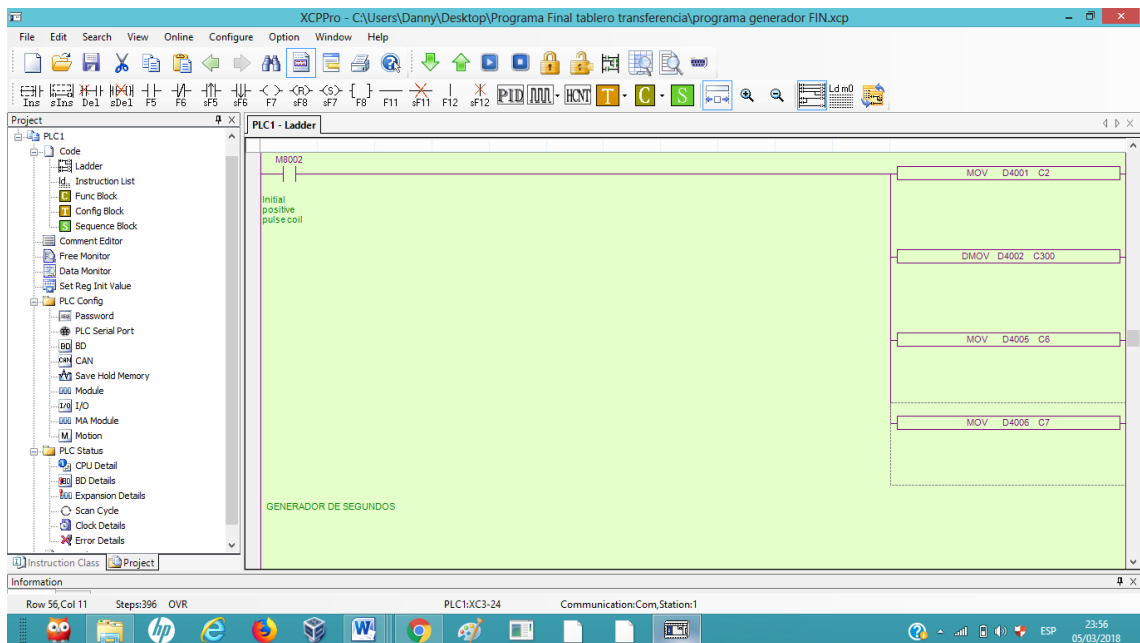 XCPPro - C:\Users\Danny\Desktop\Programa Final tablero transferencia\programa generador FIN.xcp
File Edit Search View Online Configure Option Window Help
Ins sIns Del sDel F5 F6 sF5 sF6 F7 sF8 sF7 F8 F11 sF11 F12 sF12 PID HCNT T C S Ld m0
Project
PLC1 - Ladder
PLC1
Code
Ladder
Instruction List
Func Block
Config Block
Sequence Block
Comment Editor
Free Monitor
Data Monitor
Set Reg Init Value
PLC Config
Password
PLC Serial Port
BD
CAN
Save Hold Memory
Module
I/O
MA Module
Motion
PLC Status
CPU Detail
BD Details
Expansion Details
Scan Cycle
Clock Details
Error Details
Instruction Class Project
M8002
Initial
positive
pulse coil
MOV D4001 C2
DMOV D4002 C300
MOV D4005 C6
MOV D4006 C7
GENERADOR DE SEGUNDOS
Information
Row 56,Col 11 Steps:396 OVR PLC1:XC3-24 Communication:Com,Station:1
ESP
23:56
05/03/2018